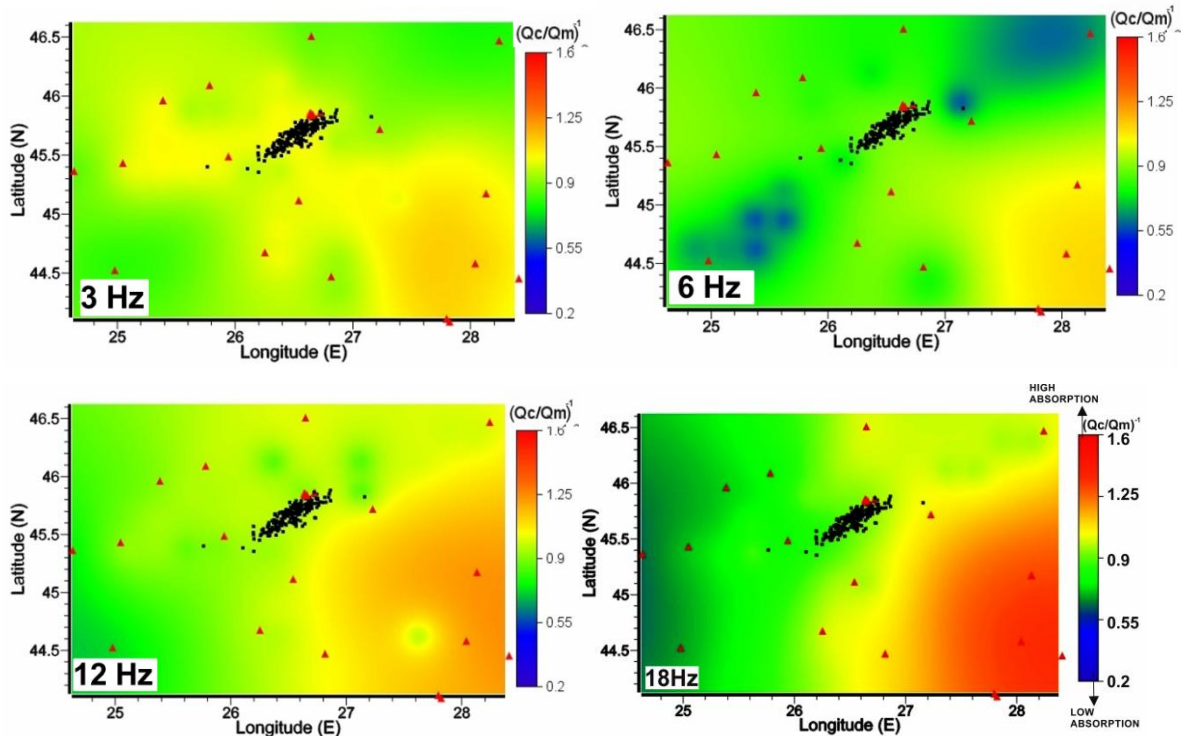 (Qc/Qm)⁻¹
46.5
46
45.5
45
44.5
Latitude (N)
3 Hz
25 26 27 28
Longitude (E)
1.25
0.9
0.55
0.2
(Qc/Qm)⁻¹
46.5
46
45.5
45
44.5
Latitude (N)
6 Hz
25 26 27 28
Longitude (E)
1.6
1.25
0.9
0.55
0.2
(Qc/Qm)⁻¹
46.5
46
45.5
45
44.5
Latitude (N)
12 Hz
25 26 27 28
Longitude (E)
1.25
0.9
0.55
0.2
HIGH
ABSORPTION
(Qc/Qm)⁻¹
46.5
46
45.5
45
44.5
Latitude (N)
18Hz
25 26 27 28
Longitude (E)
1.6
1.25
0.9
0.55
0.2
LOW
ABSORPTION